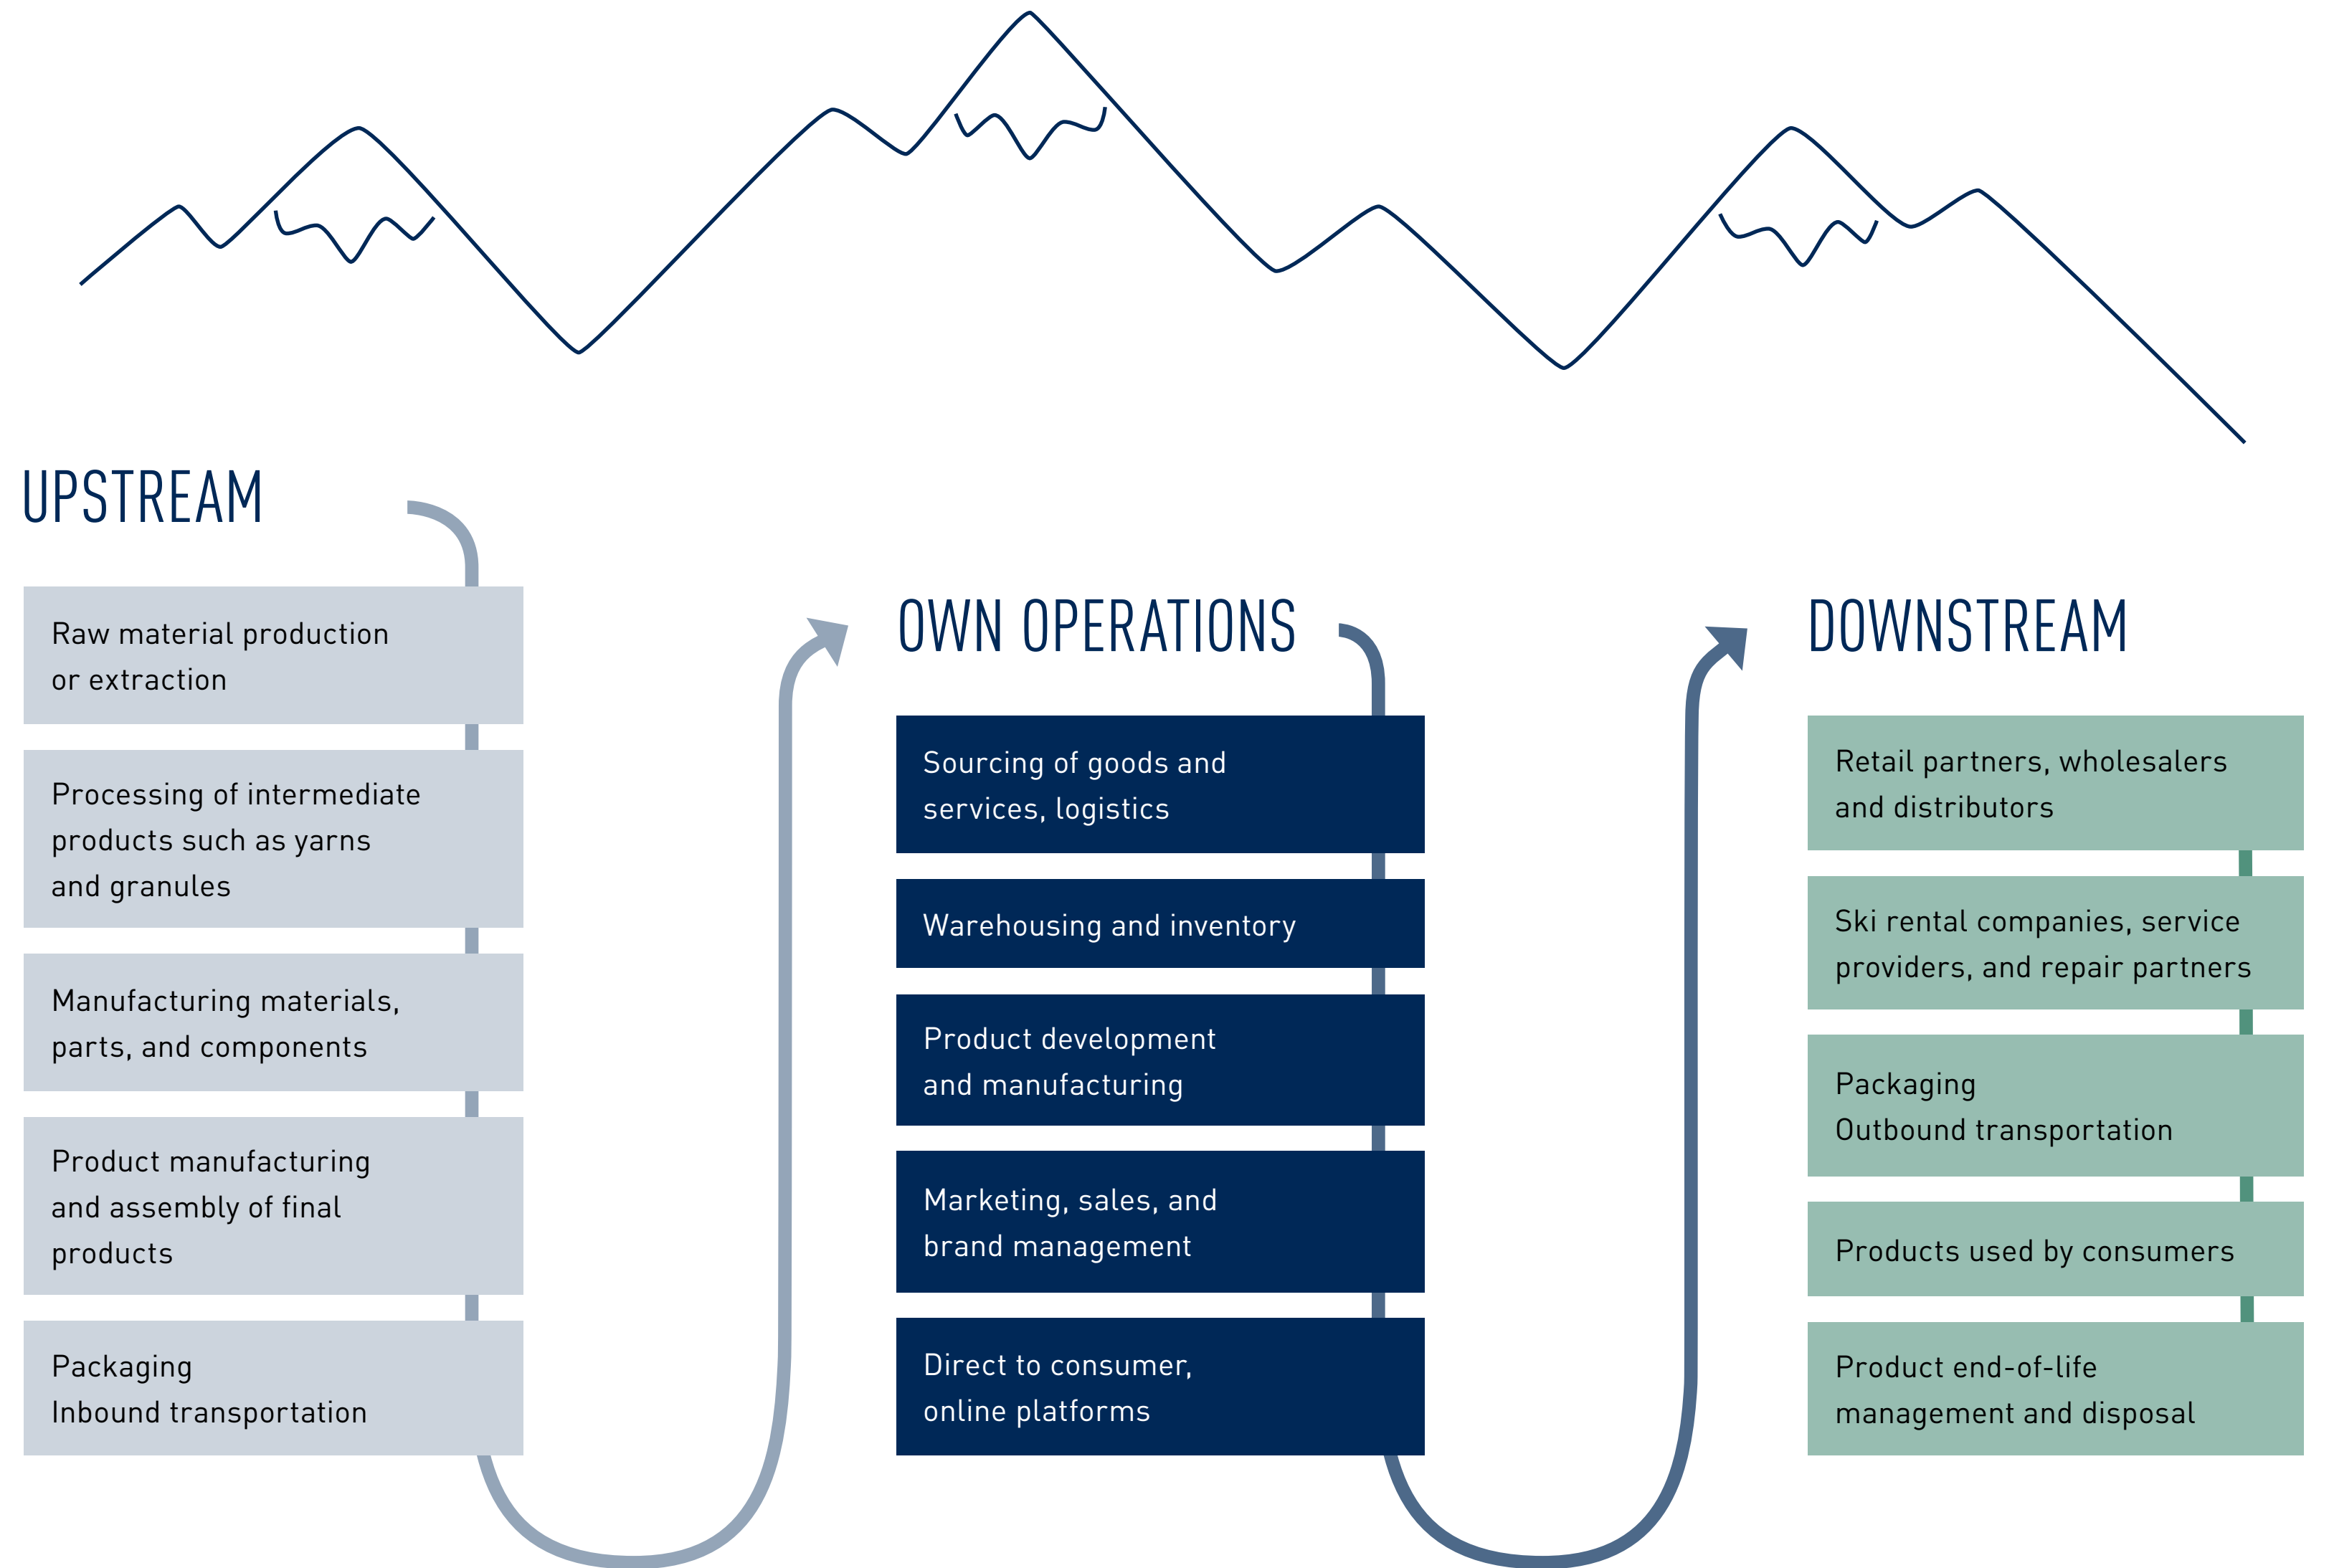 UPSTREAM
Raw material production
or extraction
Processing of intermediate
products such as yarns
and granules
Manufacturing materials,
parts, and components
Product manufacturing
and assembly of final
products
Packaging
Inbound transportation
OWN OPERATIONS
Sourcing of goods and
services, logistics
Warehousing and inventory
Product development
and manufacturing
Marketing, sales, and
brand management
Direct to consumer,
online platforms
DOWNSTREAM
Retail partners, wholesalers
and distributors
Ski rental companies, service
providers, and repair partners
Packaging
Outbound transportation
Products used by consumers
Product end-of-life
management and disposal